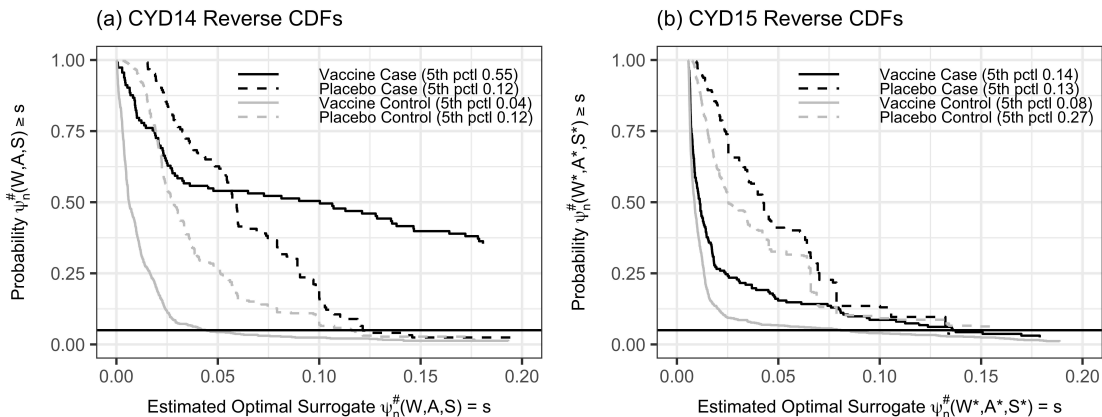 (a) CYD14 Reverse CDFs
Probability ψₙ^#(W,A,S) ≥ s
1.00
0.75
0.50
0.25
0.00
Vaccine Case (5th pctl 0.55)
Placebo Case (5th pctl 0.12)
Vaccine Control (5th pctl 0.04)
Placebo Control (5th pctl 0.12)
0.00 0.05 0.10 0.15 0.20
Estimated Optimal Surrogate ψₙ^#(W,A,S) = s
(b) CYD15 Reverse CDFs
Probability ψₙ^#(W*,A*,S*) ≥ s
1.00
0.75
0.50
0.25
0.00
Vaccine Case (5th pctl 0.14)
Placebo Case (5th pctl 0.13)
Vaccine Control (5th pctl 0.08)
Placebo Control (5th pctl 0.27)
0.00 0.05 0.10 0.15 0.20
Estimated Optimal Surrogate ψₙ^#(W*,A*,S*) = s